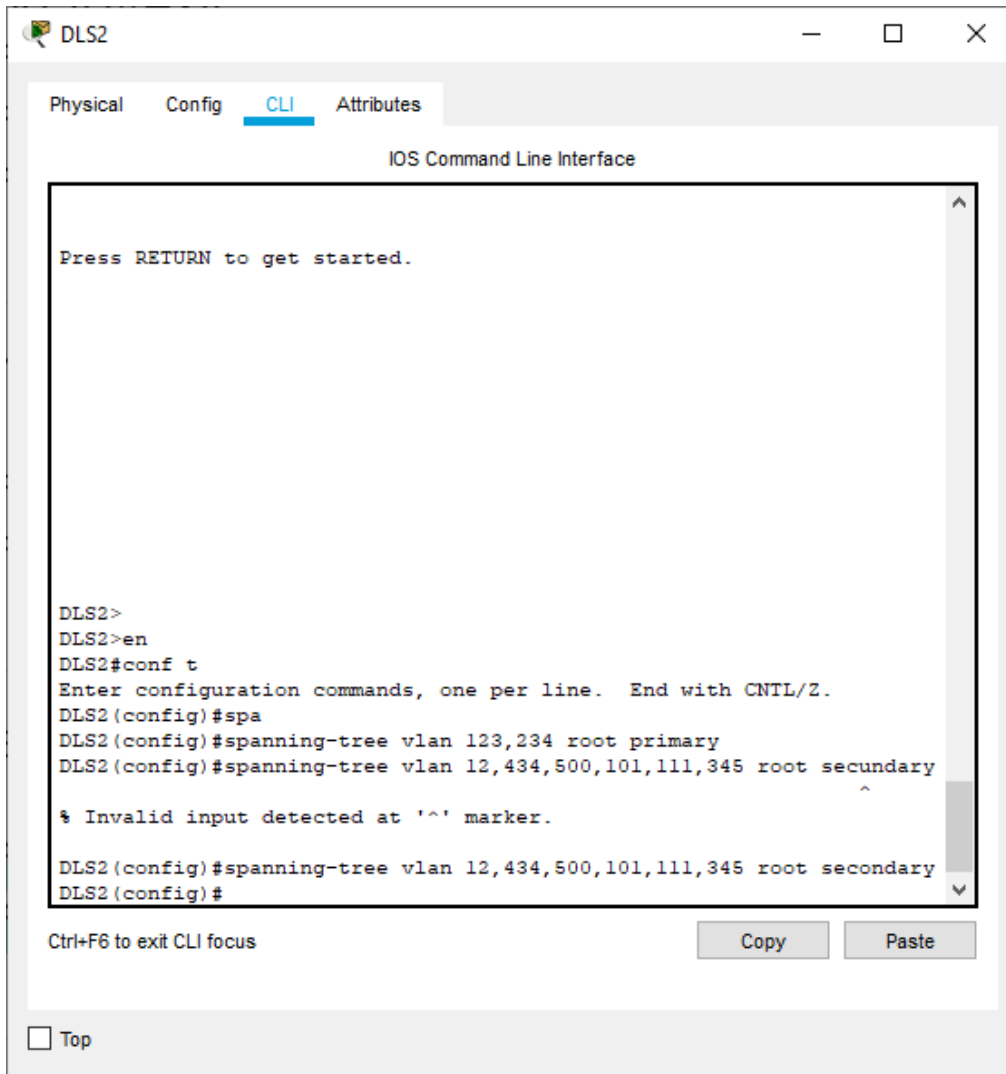 DLS2
Physical Config CLI Attributes
IOS Command Line Interface
Press RETURN to get started.
DLS2>
DLS2>en
DLS2#conf t
Enter configuration commands, one per line.  End with CNTL/Z.
DLS2(config)#spa
DLS2(config)#spanning-tree vlan 123,234 root primary
DLS2(config)#spanning-tree vlan 12,434,500,101,111,345 root secundary
^
% Invalid input detected at '^' marker.
DLS2(config)#spanning-tree vlan 12,434,500,101,111,345 root secondary
DLS2(config)#
Ctrl+F6 to exit CLI focus
Copy Paste
Top